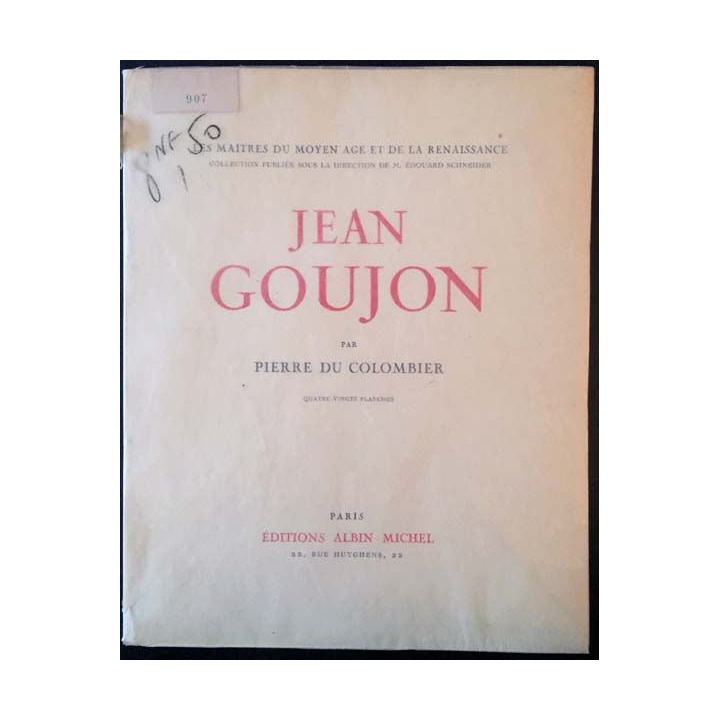 907
8 NF 50
1
LES MAITRES DU MOYEN AGE ET DE LA RENAISSANCE
COLLECTION PUBLIÉE SOUS LA DIRECTION DE M. ÉDOUARD SCHNEIDER
JEAN
GOUJON
PAR
PIERRE DU COLOMBIER
QUATRE-VINGTS PLANCHES
PARIS
ÉDITIONS ALBIN MICHEL
22, RUE HUYGHENS, 22